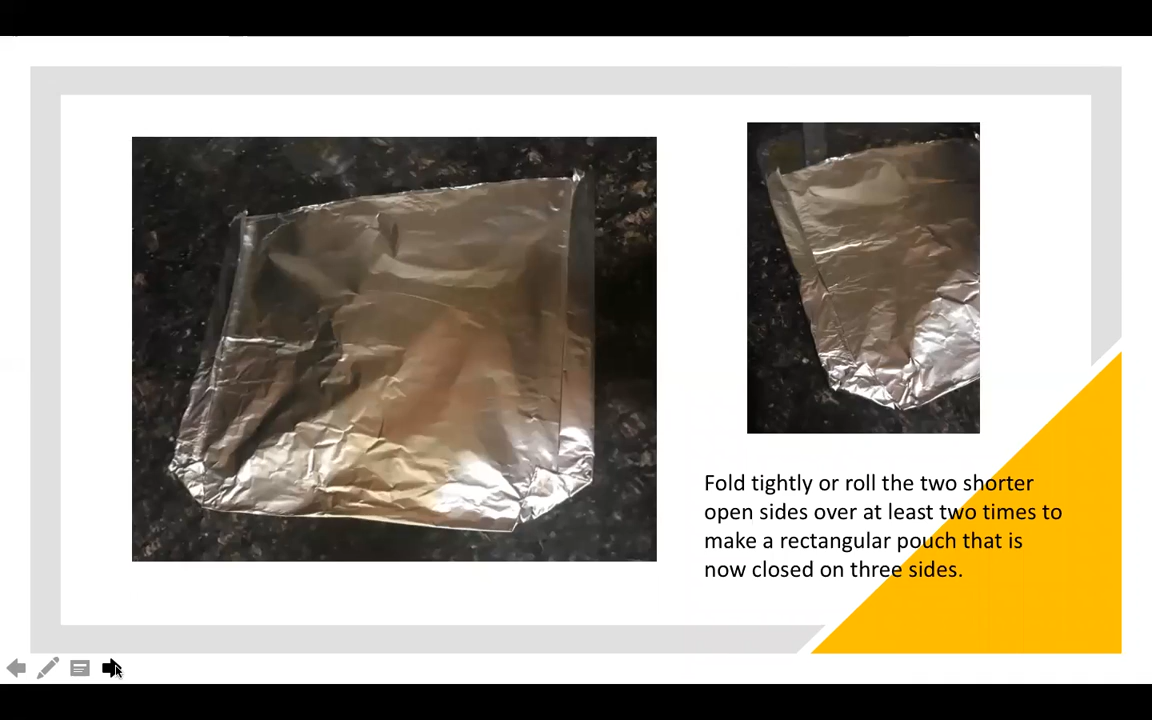 Fold tightly or roll the two shorter
open sides over at least two times to
make a rectangular pouch that is
now closed on three sides.